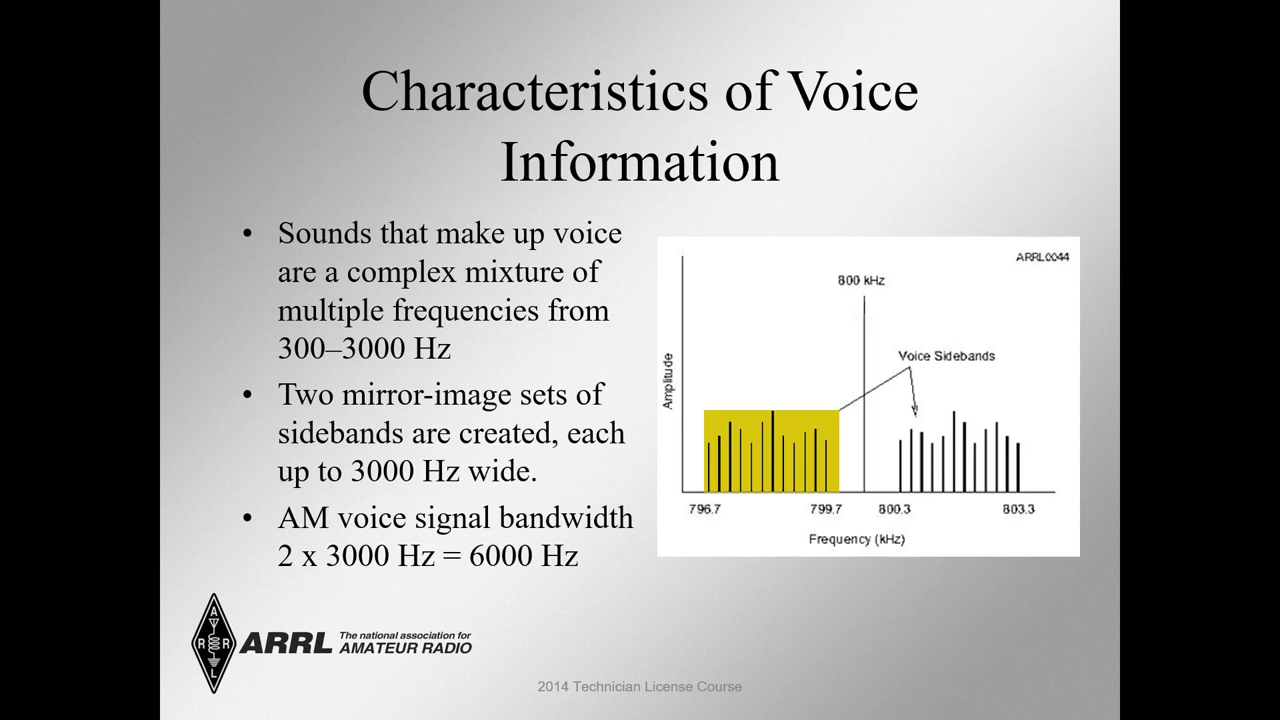 Characteristics of Voice
Information
• Sounds that make up voice
are a complex mixture of
multiple frequencies from
300–3000 Hz
• Two mirror-image sets of
sidebands are created, each
up to 3000 Hz wide.
• AM voice signal bandwidth
2 x 3000 Hz = 6000 Hz
ARRL0044
800 kHz
Voice Sidebands
Amplitude
796.7 799.7 800.3 803.3
Frequency (kHz)
A
R R
L
ARRL
The national association for
AMATEUR RADIO
2014 Technician License Course